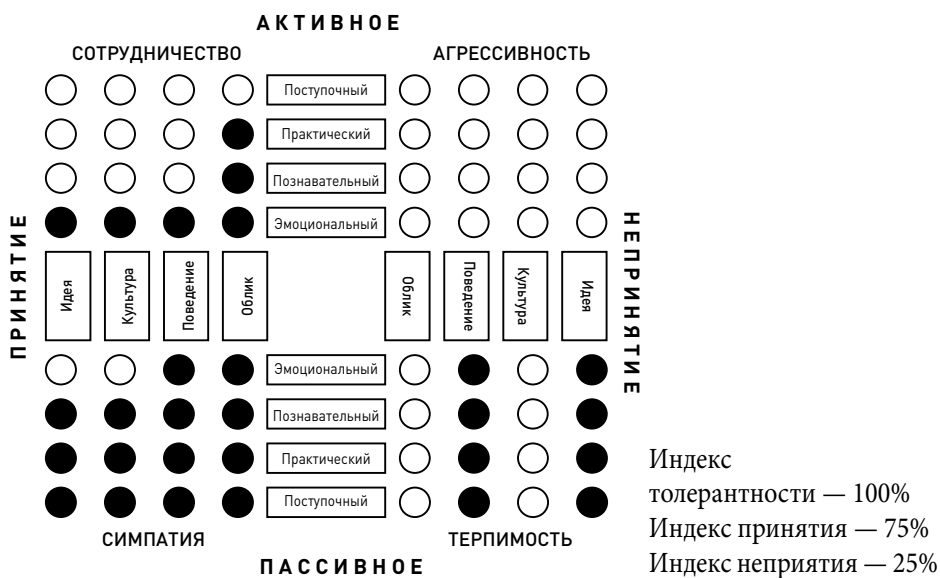 АКТИВНОЕ
СОТРУДНИЧЕСТВО
АГРЕССИВНОСТЬ
Поступочный
Практический
Познавательный
Эмоциональный
ПРИНЯТИЕ
Идея
Культура
Поведение
Облик
Облик
Поведение
Культура
Идея
НЕПРИНЯТИЕ
Эмоциональный
Познавательный
Практический
Поступочный
СИМПАТИЯ
ТЕРПИМОСТЬ
ПАССИВНОЕ
Индекс
толерантности — 100%
Индекс принятия — 75%
Индекс неприятия — 25%